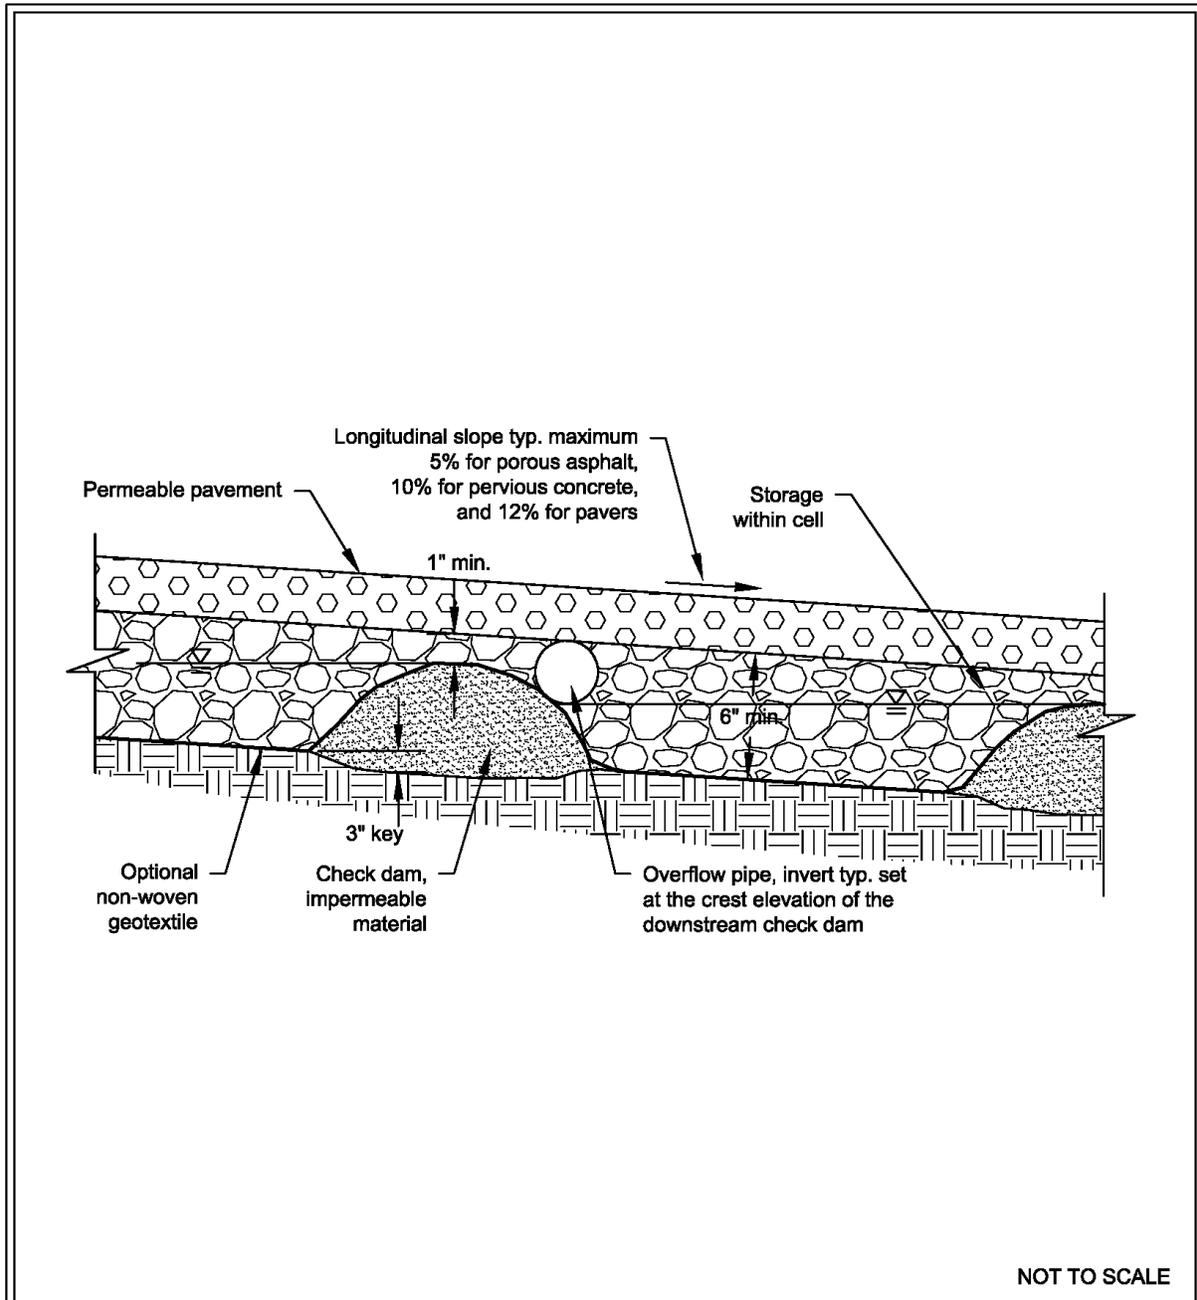 Longitudinal slope typ. maximum
5% for porous asphalt,
10% for pervious concrete,
and 12% for pavers
Permeable pavement
Storage
within cell
1" min.
6" min.
3" key
Optional
non-woven
geotextile
Check dam,
impermeable
material
Overflow pipe, invert typ. set
at the crest elevation of the
downstream check dam
NOT TO SCALE